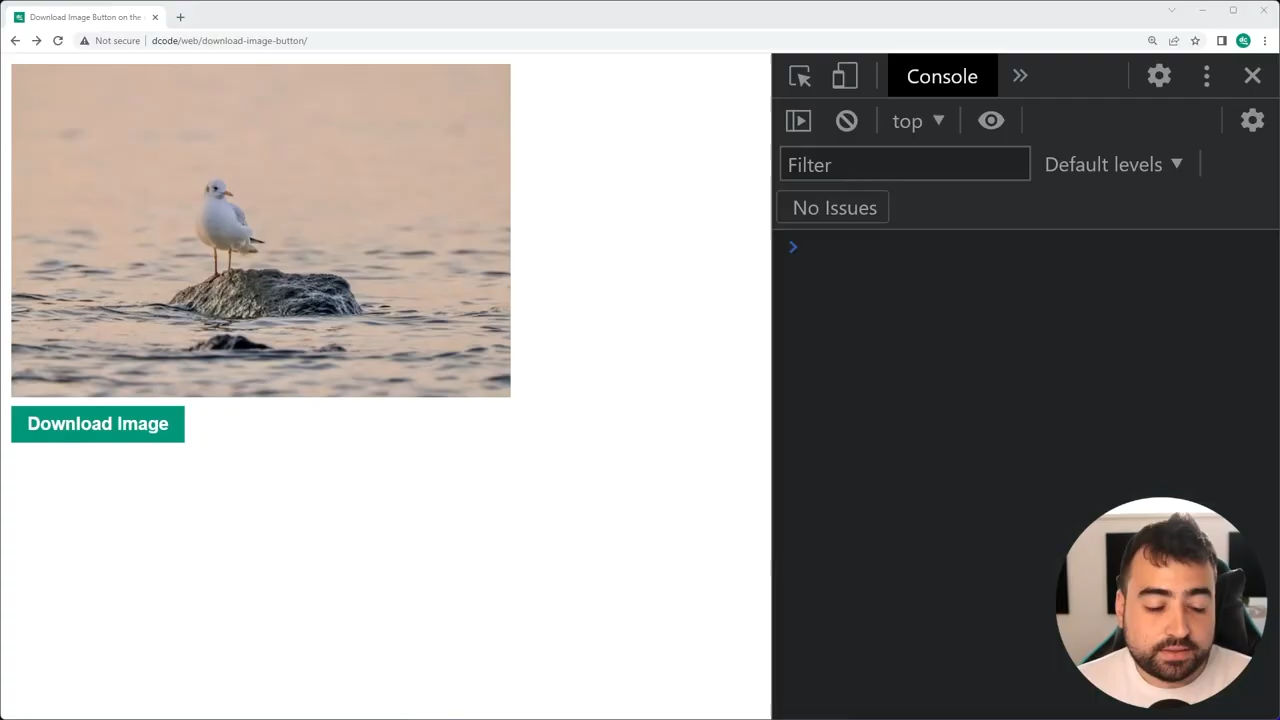 Download Image Button on the
Not secure
dcode/web/download-image-button/
Console
top
Filter
Default levels
No Issues
Download Image